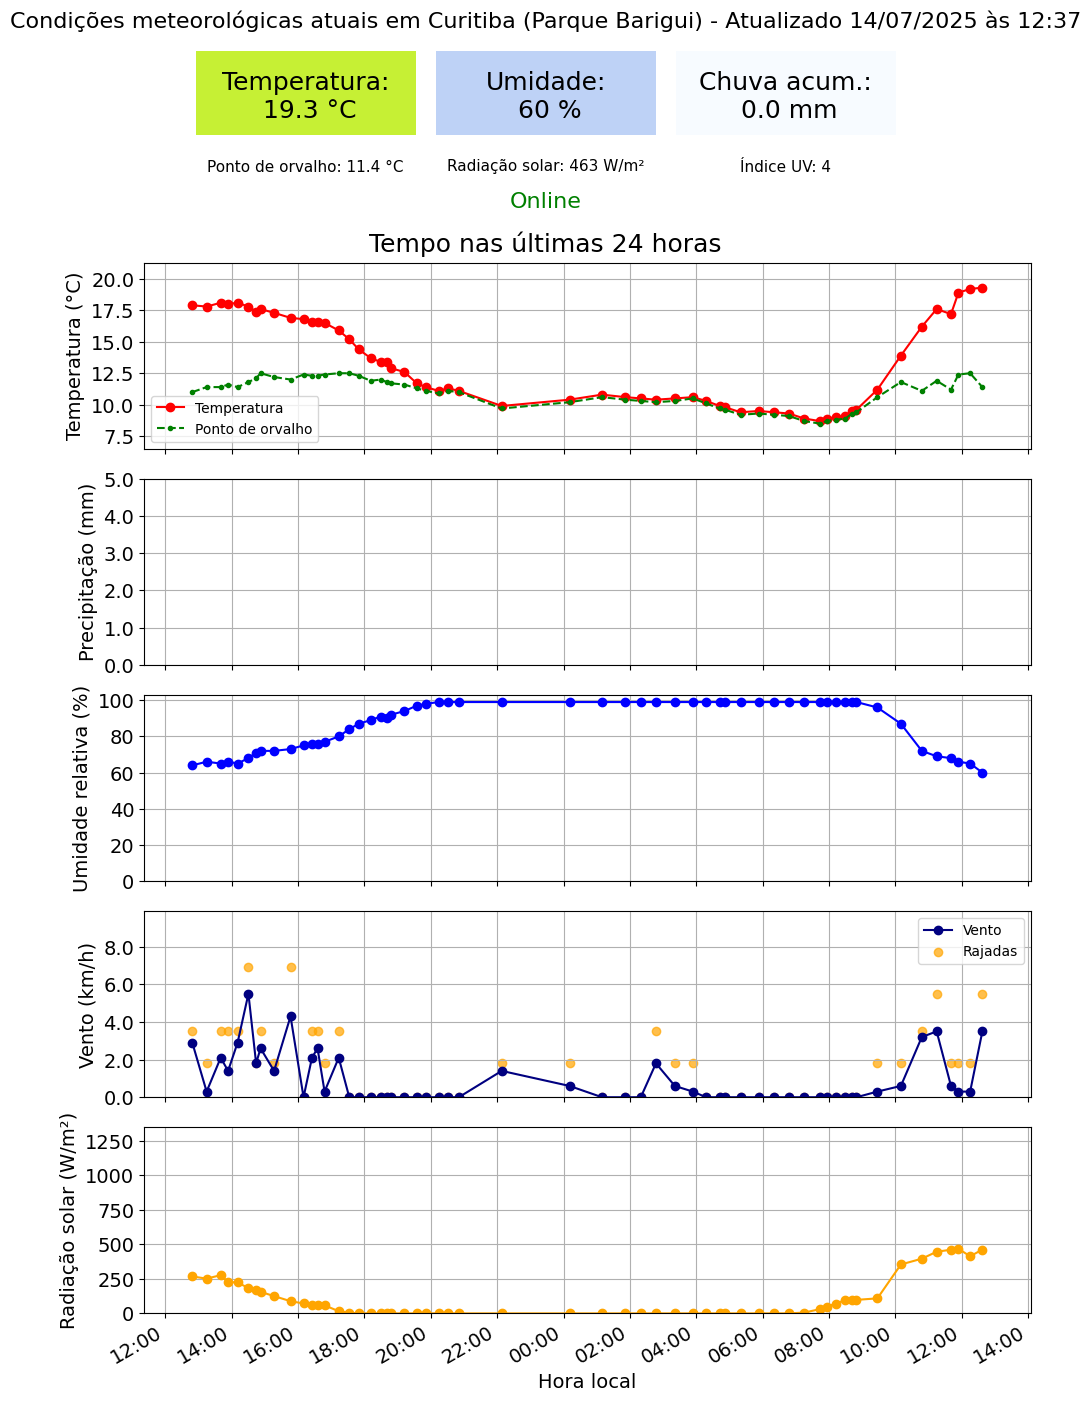 Condições meteorológicas atuais em Curitiba (Parque Barigui) - Atualizado 14/07/2025 às 12:37
Temperatura:
19.3 °C
Umidade:
60 %
Chuva acum.:
0.0 mm
Ponto de orvalho: 11.4 °C
Radiação solar: 463 W/m²
Índice UV: 4
Online
Tempo nas últimas 24 horas
Temperatura (°C)
20.0
17.5
15.0
12.5
10.0
7.5
Temperatura
Ponto de orvalho
Precipitação (mm)
5.0
4.0
3.0
2.0
1.0
0.0
Umidade relativa (%)
100
80
60
40
20
0
Vento (km/h)
8.0
6.0
4.0
2.0
0.0
Vento
Rajadas
Radiação solar (W/m²)
1250
1000
750
500
250
0
12:00
14:00
16:00
18:00
20:00
22:00
00:00
02:00
04:00
06:00
08:00
10:00
12:00
14:00
Hora local